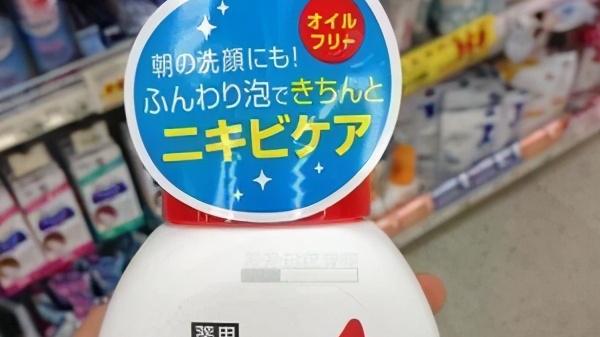 オイル
フリー
朝の洗顔にも!
ふんわり泡できちんと
ニキビケア
薬用